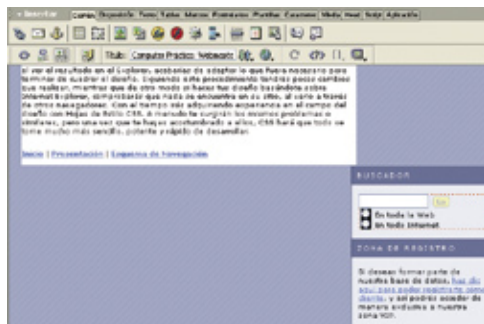 Insertar Común Disposición Texto Tablas Marcos Formularios Plantillas Caracteres Media Head Script Aplicación
Título: Computer Práctico: Webmaster
al ver el resultado en el Explorer, acabarías de adaptar lo que fuera necesario para
terminar de cuadrar el diseño. Siguiendo este procedimiento tendrás pocos cambios
que realizar, mientras que de otro modo si haces tus diseños basándote sobre
Internet Explorer, comprobarás que nada se encuentra en su sitio, al verlo a través
de otros navegadores. Con el tiempo irás adquiriendo experiencia en el campo del
diseño con Hojas de Estilo CSS. A menudo te surgirán los mismos problemas o
similares, pero una vez que te hayas acostumbrado a ellos, CSS hará que todo se
torne mucho más sencillo, potente y rápido de desarrollar.
Inicio | Presentación | Esquema de Navegación
BUSCADOR
En toda la Web
En todo Internet
ZONA DE REGISTRO
Si deseas formar parte de
nuestra base de datos, haz clic
aquí para poder registrarte como
cliente, y así podrás acceder de
manera exclusiva a nuestra
zona VIP.